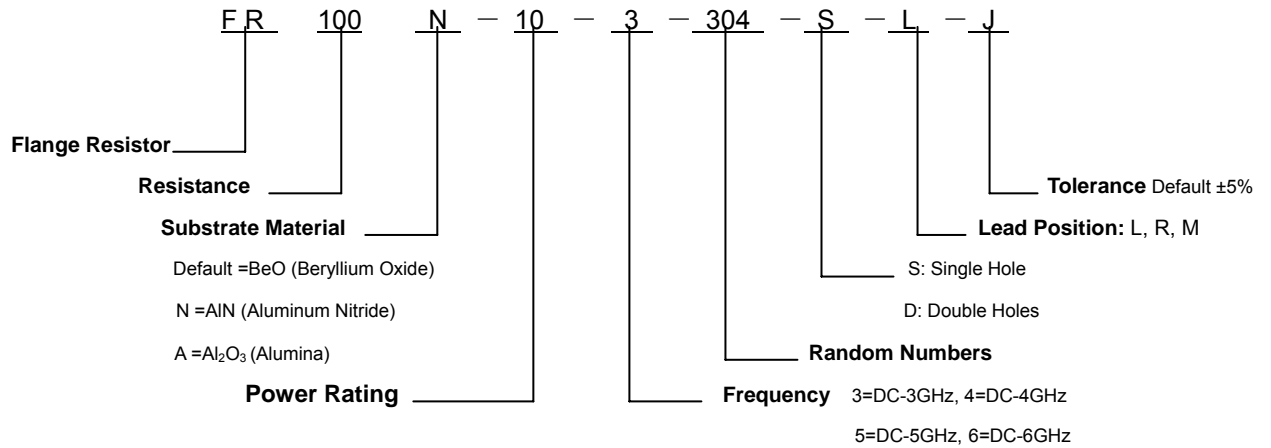 FR 100 N — 10 — 3 — 304 — S — L — J
Flange Resistor
Resistance
Tolerance Default ±5%
Substrate Material
Lead Position: L, R, M
Default =BeO (Beryllium Oxide)
S: Single Hole
N =AlN (Aluminum Nitride)
D: Double Holes
A =Al₂O₃ (Alumina)
Random Numbers
Power Rating
Frequency 3=DC-3GHz, 4=DC-4GHz
5=DC-5GHz, 6=DC-6GHz